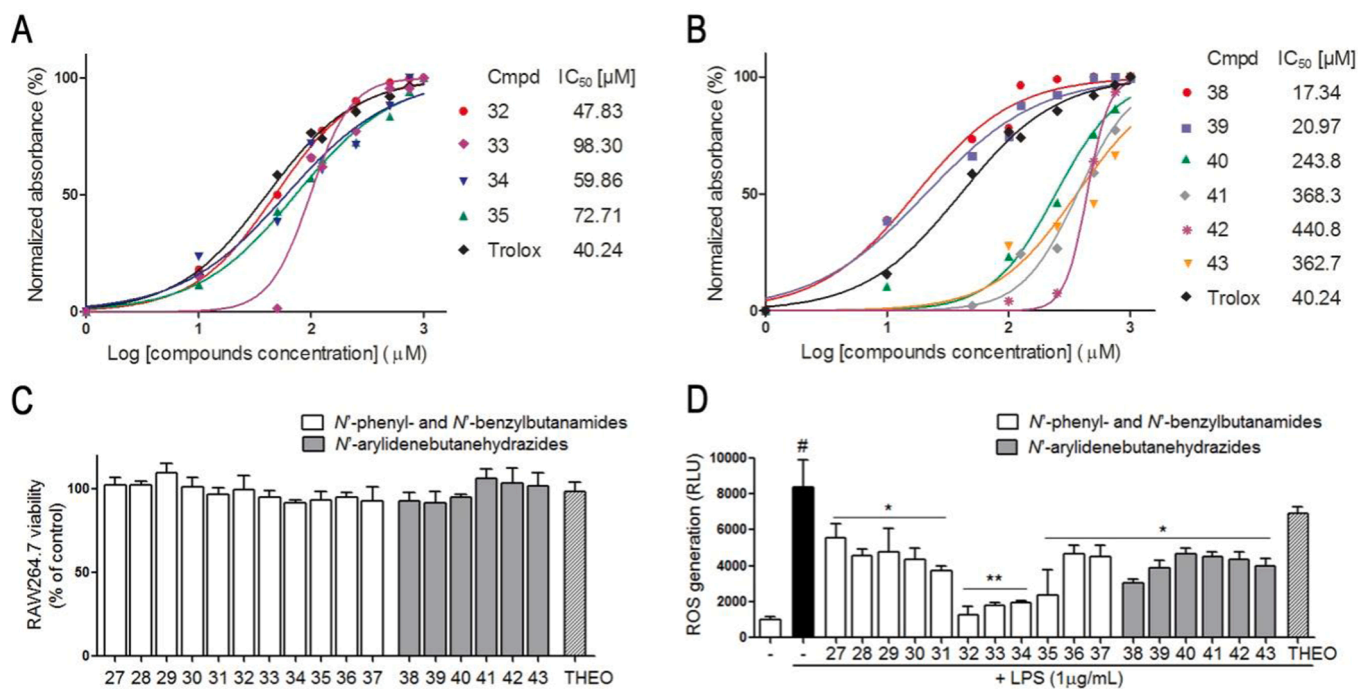 A
Normalized absorbance (%)
100
50
0
0 1 2 3
Log [compounds concentration] ( μM)
Cmpd IC50 [μM]
32 47.83
33 98.30
34 59.86
35 72.71
Trolox 40.24
B
Normalized absorbance (%)
100
50
0
0 1 2 3
Log [compounds concentration] ( μM)
Cmpd IC50 [μM]
38 17.34
39 20.97
40 243.8
41 368.3
42 440.8
43 362.7
Trolox 40.24
C
N'-phenyl- and N'-benzylbutanamides
N'-arylidenebutanehydrazides
RAW264.7 viability
(% of control)
100
50
0
27 28 29 30 31 32 33 34 35 36 37 38 39 40 41 42 43 THEO
D
N'-phenyl- and N'-benzylbutanamides
N'-arylidenebutanehydrazides
ROS generation (RLU)
10000
8000
6000
4000
2000
0
#
*
**
*
- - 27 28 29 30 31 32 33 34 35 36 37 38 39 40 41 42 43 THEO
+ LPS (1μg/mL)